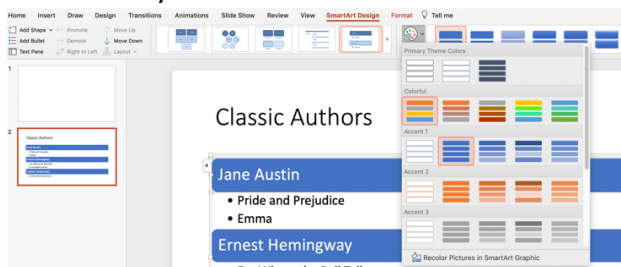 Home Insert Draw Design Transitions Animations Slide Show Review View SmartArt Design Format Tell me
Add Shape Promote Move Up
Add Bullet Demote Move Down
Text Pane Right to Left Layout
Primary Theme Colors
1
Colorful
2
Classic Authors
Classic Authors
Accent 1
Jane Austin
Accent 2
• Pride and Prejudice
• Emma
Accent 3
Ernest Hemingway
Recolor Pictures in SmartArt Graphic